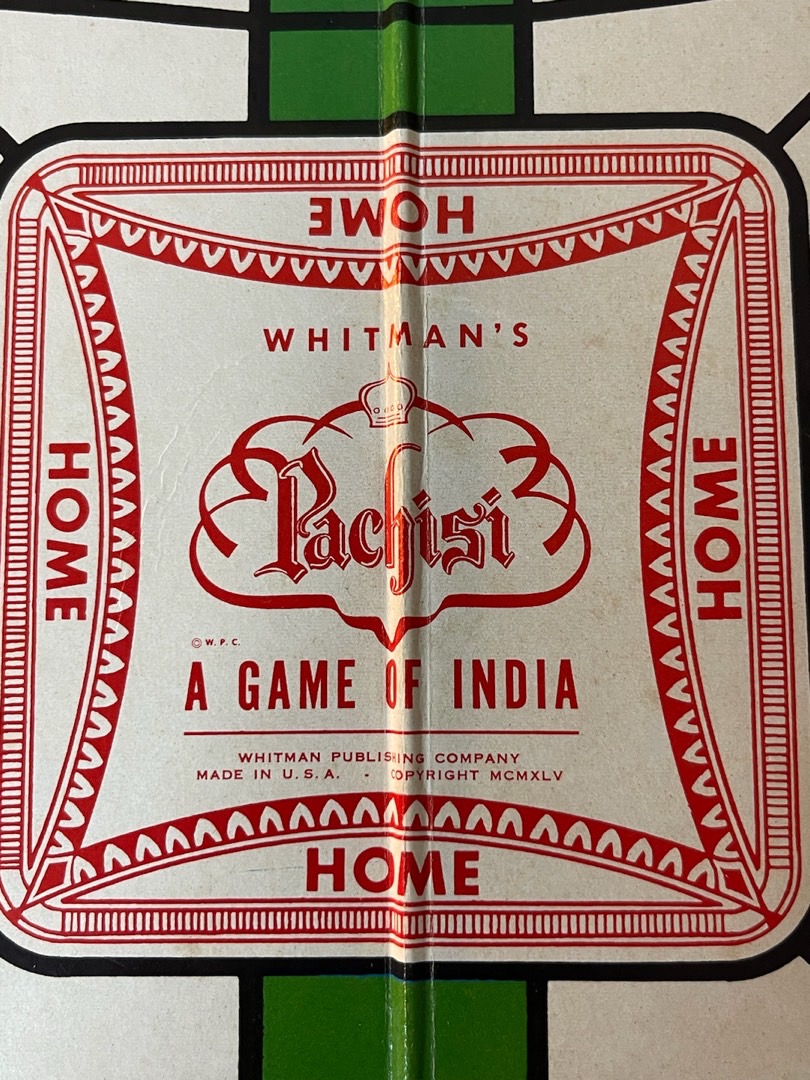 HOME
WHITMAN'S
Pachisi
© W. P. C.
A GAME OF INDIA
WHITMAN PUBLISHING COMPANY
MADE IN U. S. A. - COPYRIGHT MCMXLV
HOME
HOME
HOME